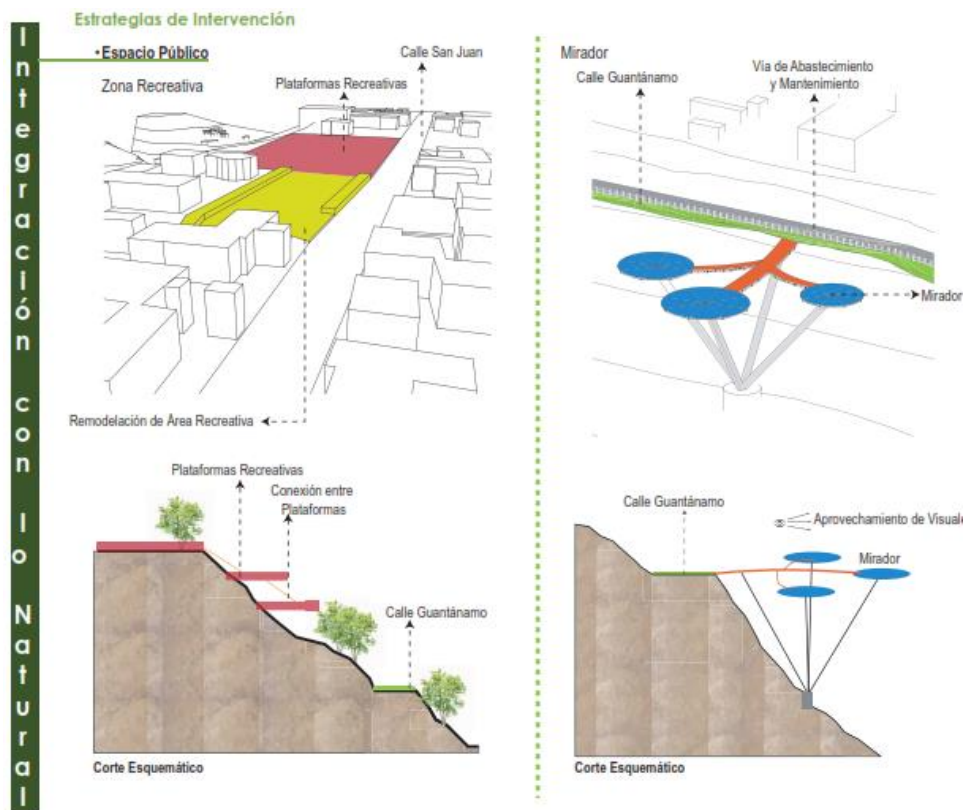 Integración con lo Natural
Estrategias de Intervención
•Espacio Público
Zona Recreativa
Calle San Juan
Plataformas Recreativas
Remodelación de Área Recreativa
Mirador
Calle Guantánamo
Vía de Abastecimiento
y Mantenimiento
Mirador
Plataformas Recreativas
Conexión entre
Plataformas
Calle Guantánamo
Corte Esquemático
Calle Guantánamo
Aprovechamiento de Visuale
Mirador
Corte Esquemático